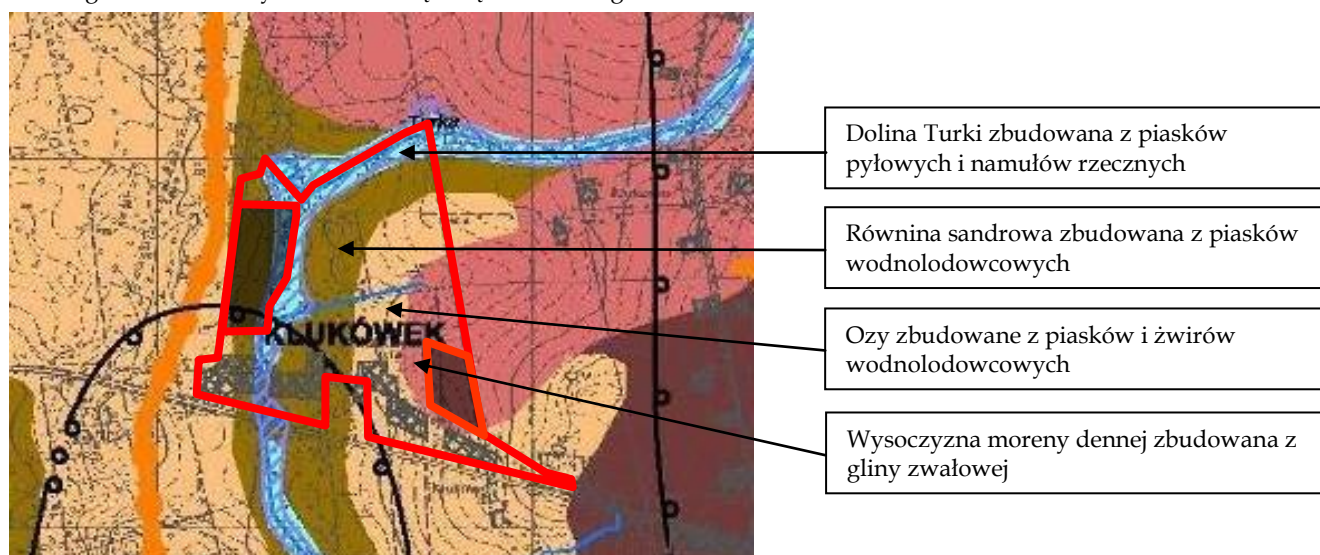 Turka
KLUKÓWEK
Dolina Turki zbudowana z piasków
pyłowych i namułów rzecznych
Równina sandrowa zbudowana z piasków
wodnolodowcowych
Ozy zbudowane z piasków i żwirów
wodnolodowcowych
Wysoczyzna moreny dennej zbudowana z
gliny zwałowej